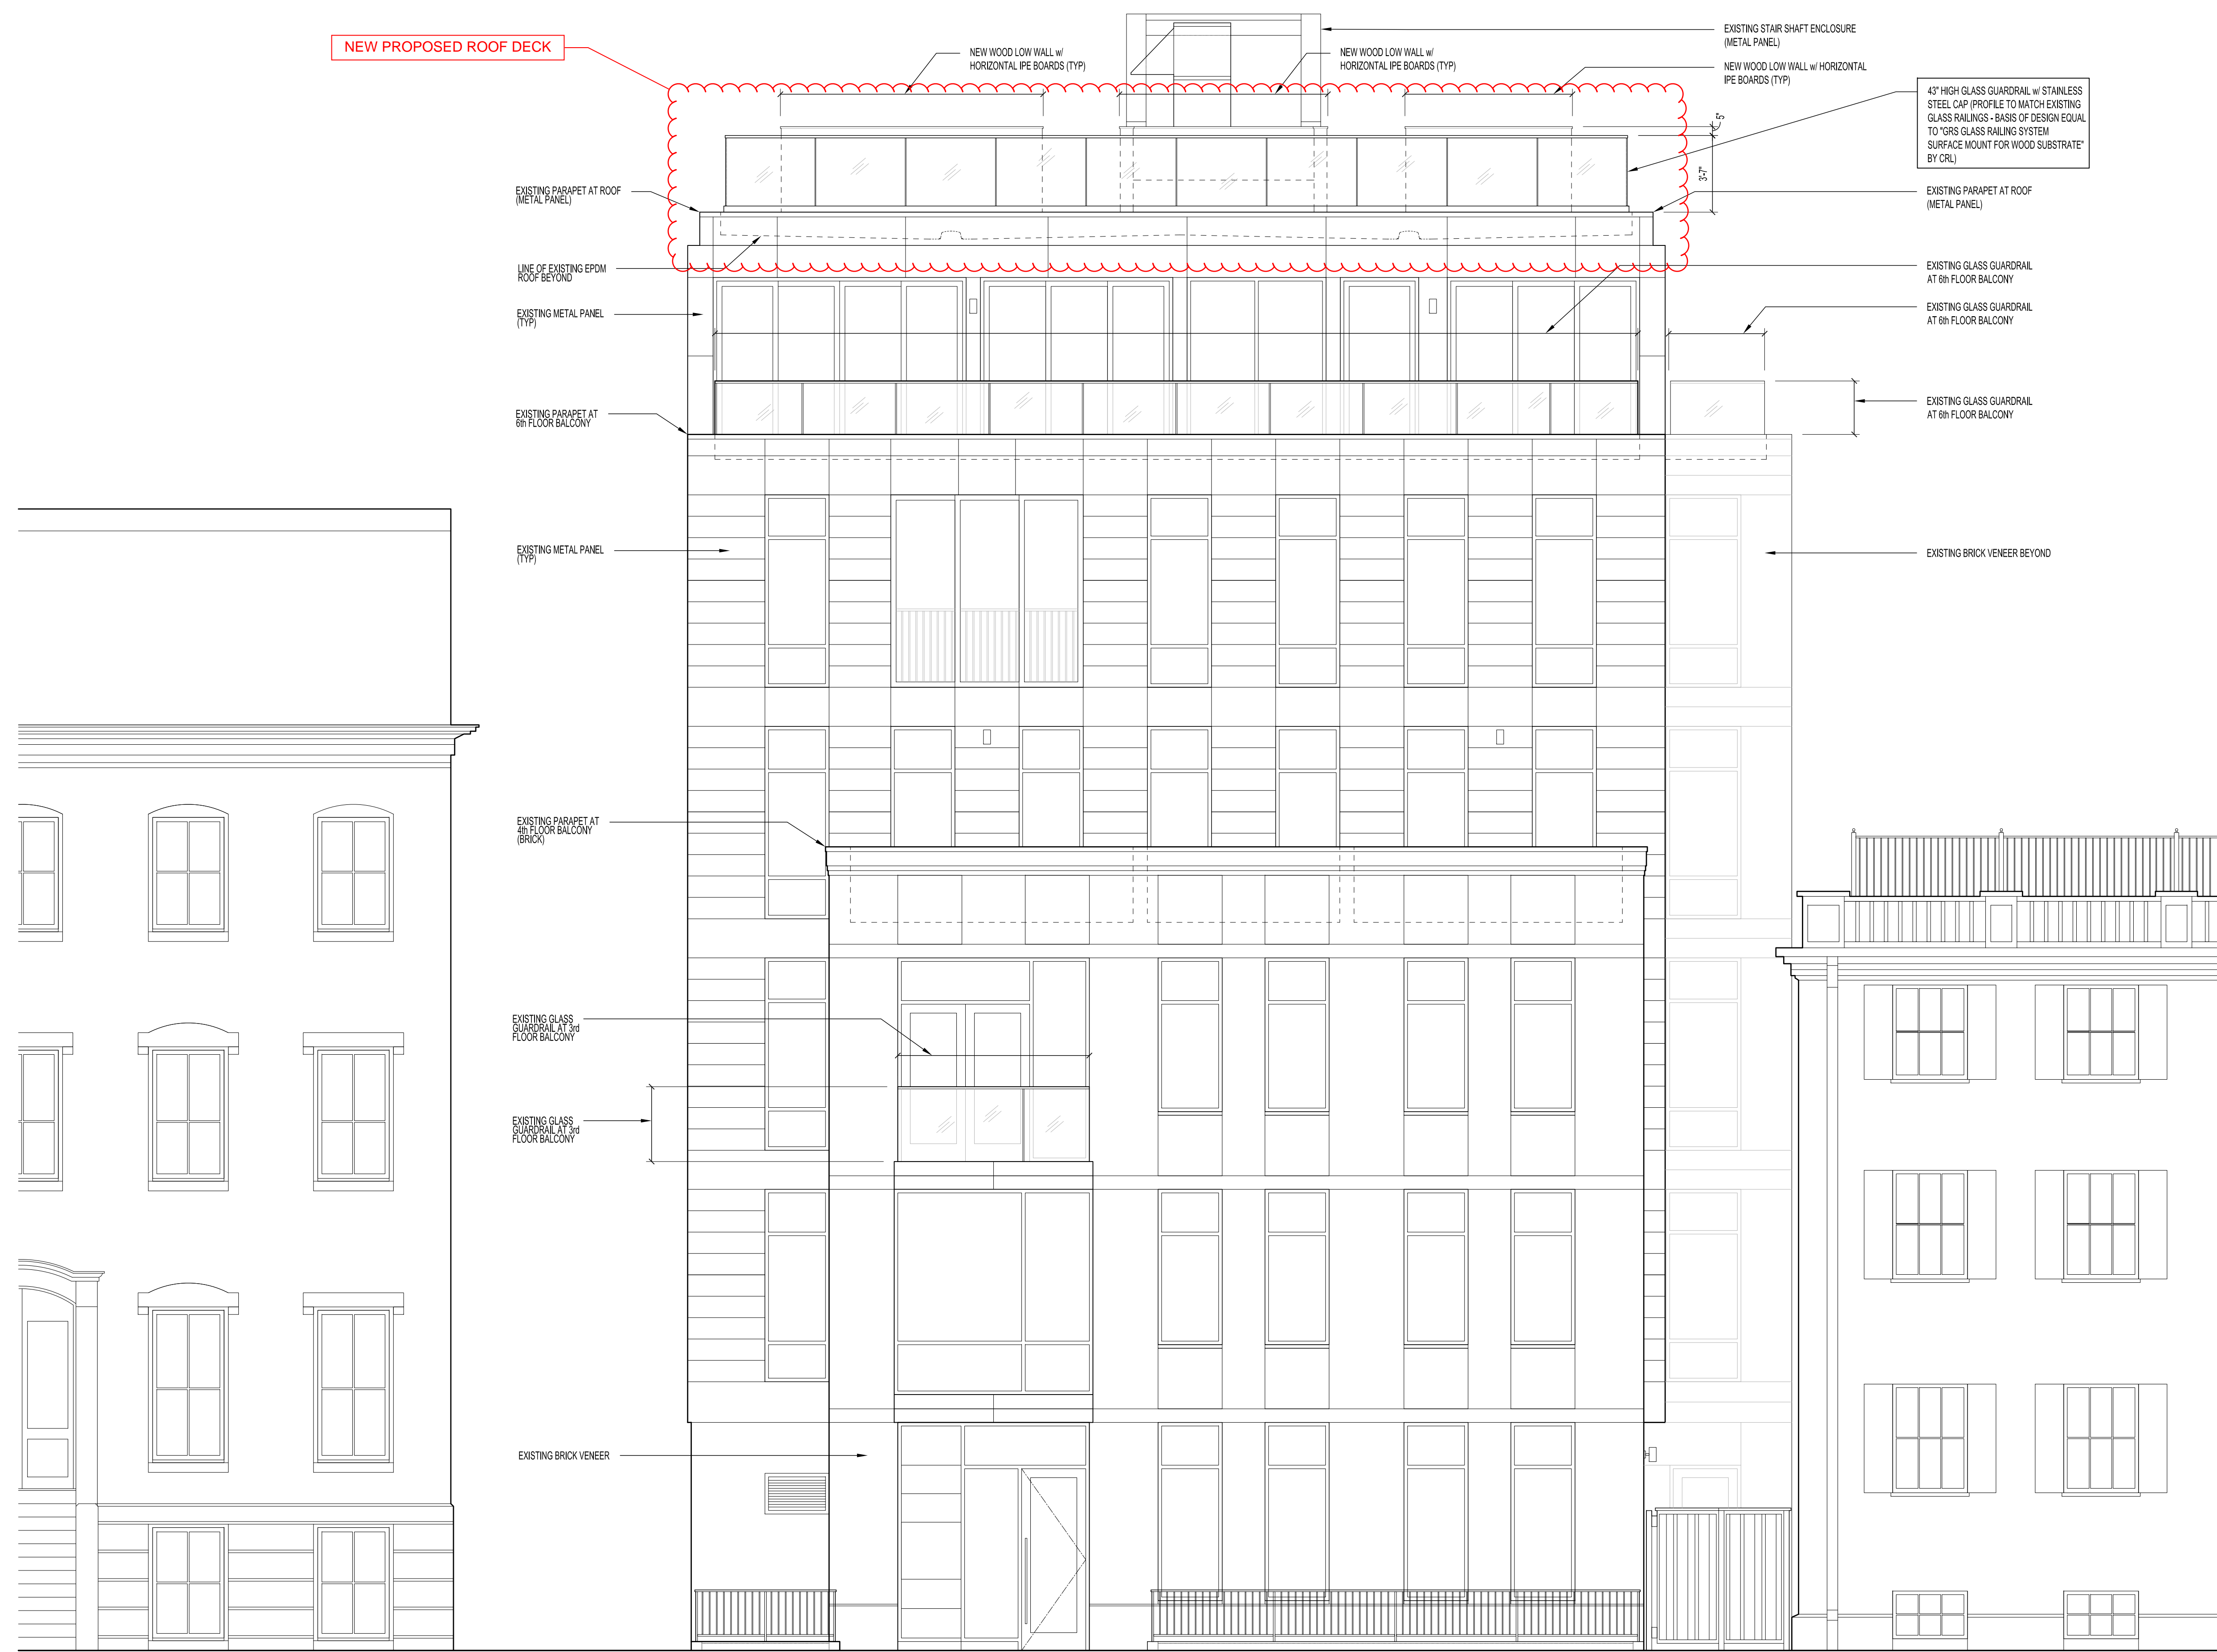 NEW PROPOSED ROOF DECK
NEW WOOD LOW WALL w/
HORIZONTAL IPE BOARDS (TYP)
NEW WOOD LOW WALL w/
HORIZONTAL IPE BOARDS (TYP)
EXISTING STAIR SHAFT ENCLOSURE
(METAL PANEL)
NEW WOOD LOW WALL w/ HORIZONTAL
IPE BOARDS (TYP)
43" HIGH GLASS GUARDRAIL w/ STAINLESS
STEEL CAP (PROFILE TO MATCH EXISTING
GLASS RAILINGS - BASIS OF DESIGN EQUAL
TO "GRS GLASS RAILING SYSTEM
SURFACE MOUNT FOR WOOD SUBSTRATE"
BY CRL)
5"
3'-7"
EXISTING PARAPET AT ROOF
(METAL PANEL)
EXISTING PARAPET AT ROOF
(METAL PANEL)
LINE OF EXISTING EPDM
ROOF BEYOND
EXISTING GLASS GUARDRAIL
AT 6th FLOOR BALCONY
EXISTING METAL PANEL
(TYP)
EXISTING GLASS GUARDRAIL
AT 6th FLOOR BALCONY
EXISTING PARAPET AT
6th FLOOR BALCONY
EXISTING GLASS GUARDRAIL
AT 6th FLOOR BALCONY
EXISTING METAL PANEL
(TYP)
EXISTING BRICK VENEER BEYOND
EXISTING PARAPET AT
4th FLOOR BALCONY
(BRICK)
EXISTING GLASS
GUARDRAIL AT 3rd
FLOOR BALCONY
EXISTING GLASS
GUARDRAIL AT 3rd
FLOOR BALCONY
EXISTING BRICK VENEER